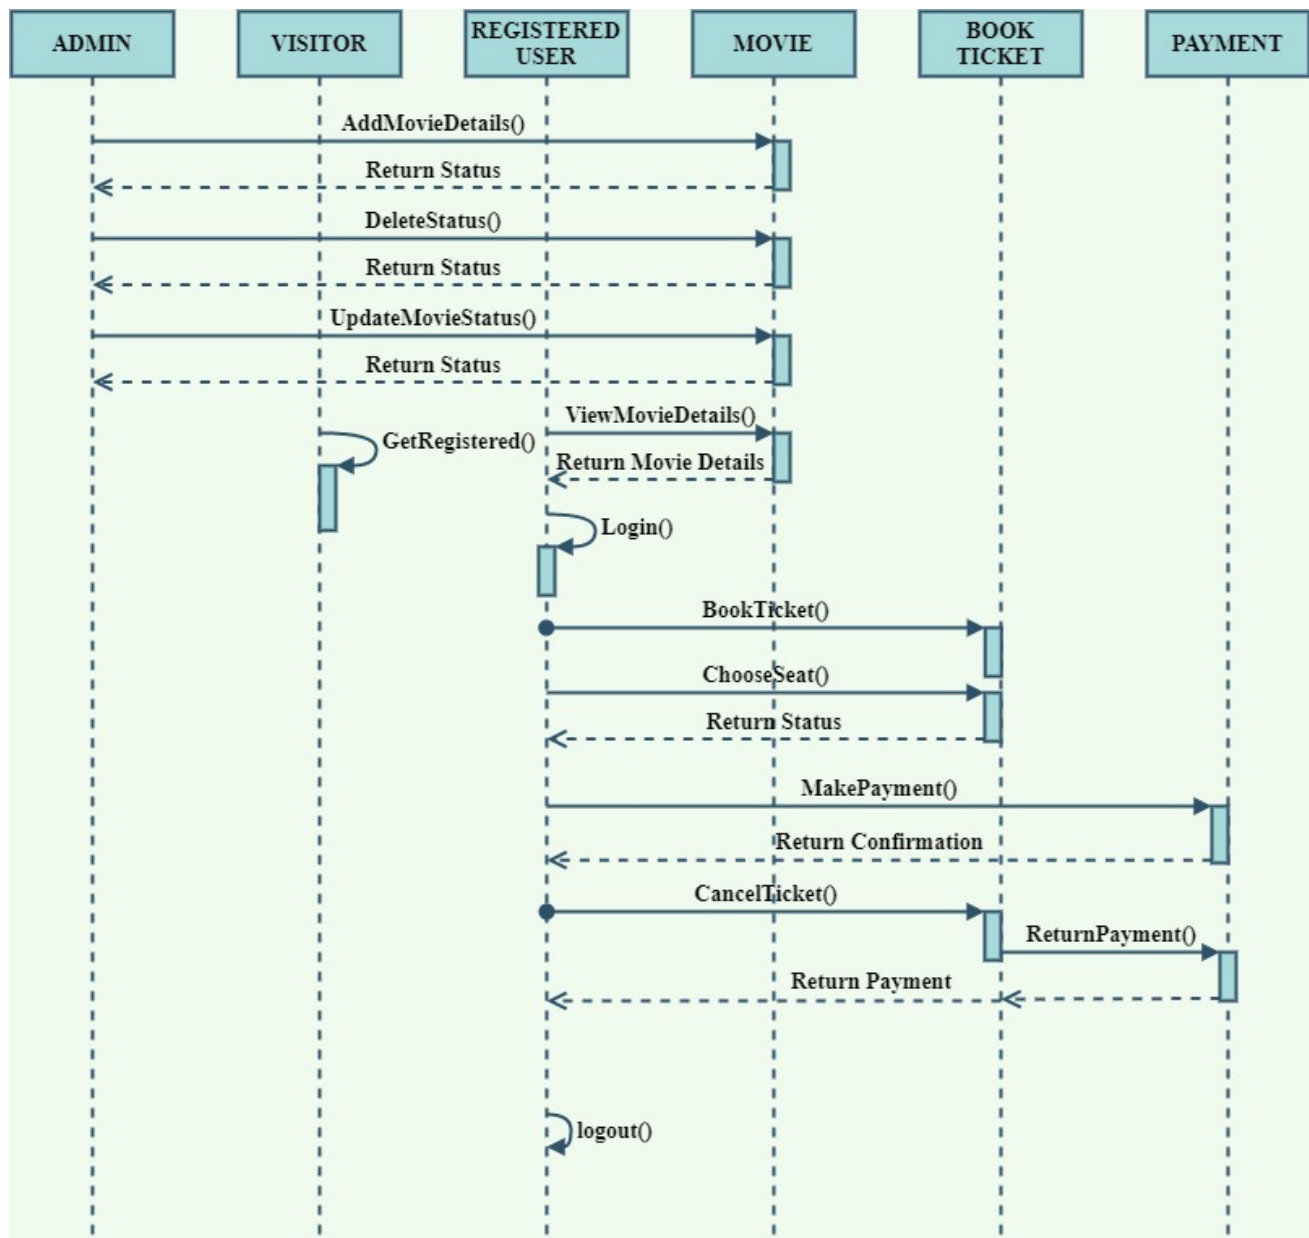 ADMIN
VISITOR
REGISTERED
USER
MOVIE
BOOK
TICKET
PAYMENT
AddMovieDetails()
Return Status
DeleteStatus()
Return Status
UpdateMovieStatus()
Return Status
ViewMovieDetails()
GetRegistered()
Return Movie Details
Login()
BookTicket()
ChooseSeat()
Return Status
MakePayment()
Return Confirmation
CancelTicket()
ReturnPayment()
Return Payment
logout()